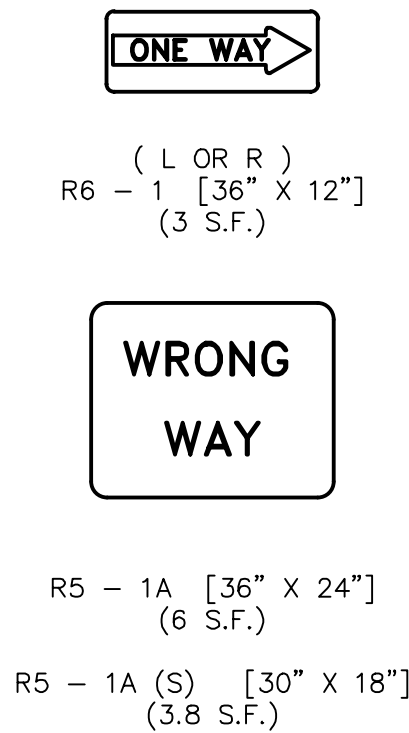 ONE WAY
( L OR R )
R6 – 1 [36” X 12”]
(3 S.F.)
WRONG
WAY
R5 – 1A [36” X 24”]
(6 S.F.)
R5 – 1A (S) [30” X 18”]
(3.8 S.F.)